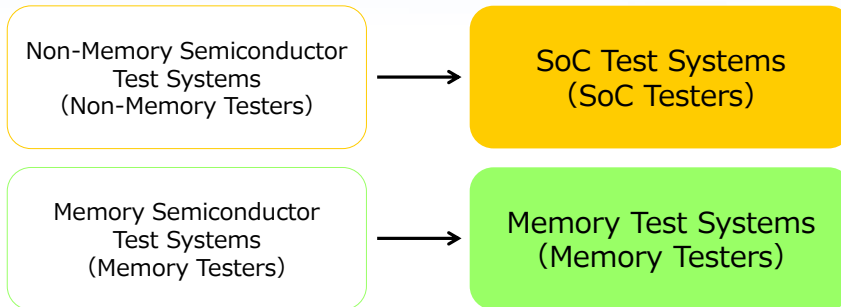 Non-Memory Semiconductor
Test Systems
(Non-Memory Testers)
SoC Test Systems
(SoC Testers)
Memory Semiconductor
Test Systems
(Memory Testers)
Memory Test Systems
(Memory Testers)